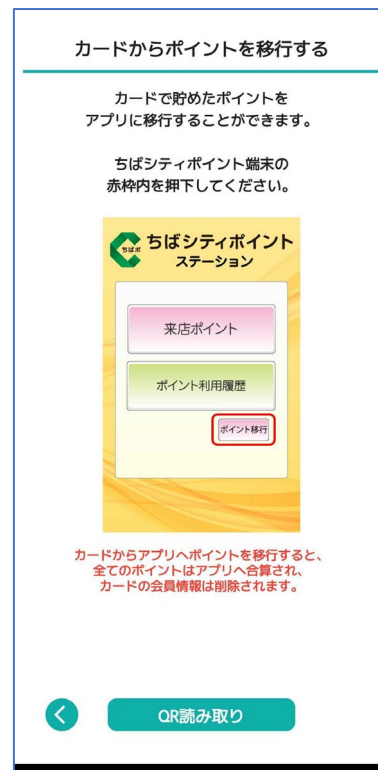 カードからポイントを移行する
カードで貯めたポイントを
アプリに移行することができます。
ちばシティポイント端末の
赤枠内を押下してください。
ちばポ
ちばシティポイント
ステーション
来店ポイント
ポイント利用履歴
ポイント移行
カードからアプリへポイントを移行すると、
全てのポイントはアプリへ合算され、
カードの会員情報は削除されます。
QR読み取り